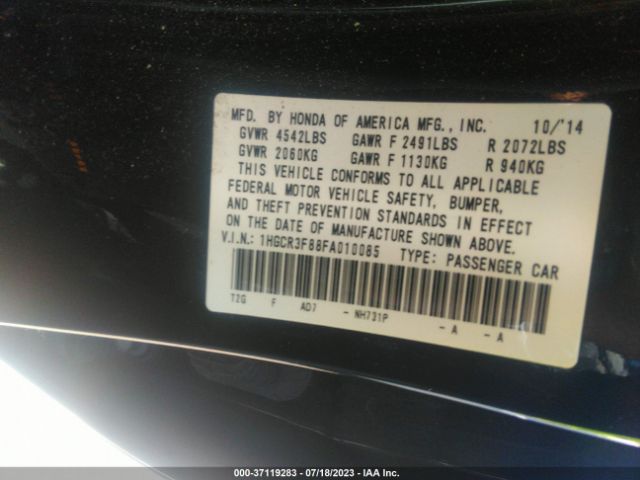 MFD. BY HONDA OF AMERICA MFG., INC. 10/'14
GVWR 4542LBS GAWR F 2491LBS R 2072LBS
GVWR 2060KG GAWR F 1130KG R 940KG
THIS VEHICLE CONFORMS TO ALL APPLICABLE
FEDERAL MOTOR VEHICLE SAFETY, BUMPER,
AND THEFT PREVENTION STANDARDS IN EFFECT
ON THE DATE OF MANUFACTURE SHOWN ABOVE.
V.I.N.: 1HGCR3F88FA010085 TYPE: PASSENGER CAR
T2G F AD7 - NH731P - A - A
000-37119283 - 07/18/2023 - IAA Inc.